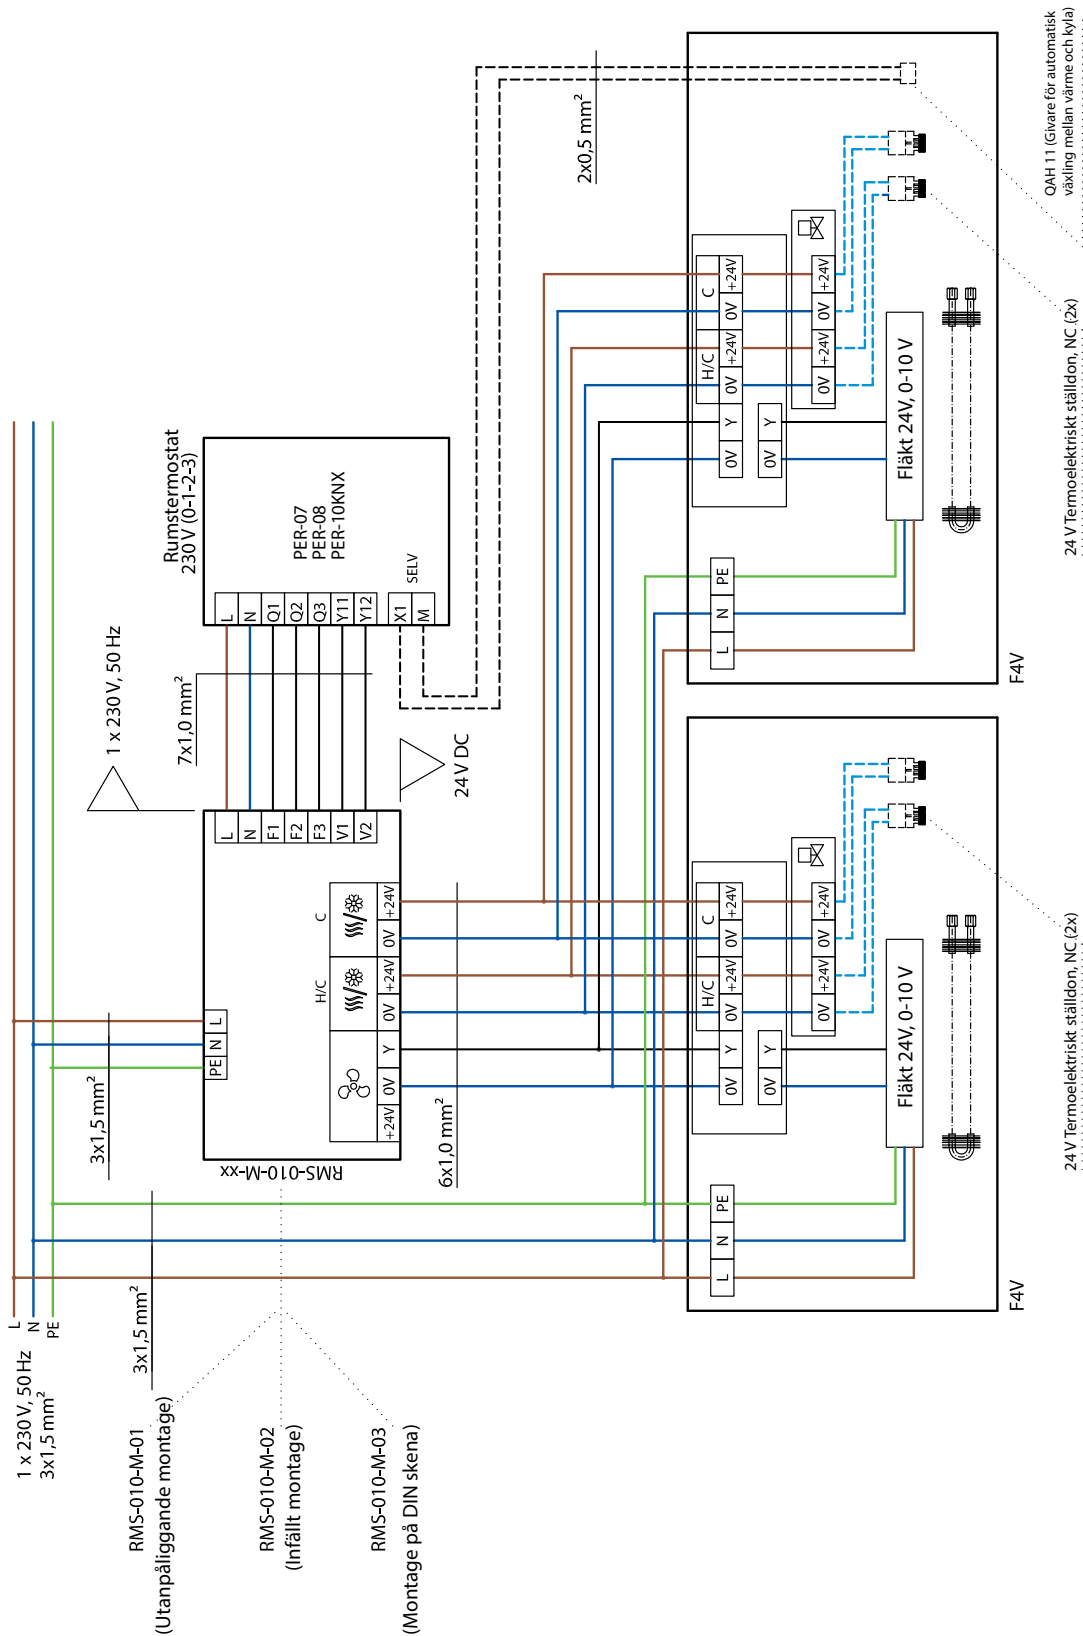 L
N
PE
1 x 230 V, 50 Hz
3x1,5 mm²
3x1,5 mm²
RMS-010-M-01
(Utanpåliggande montage)
RMS-010-M-02
(Infällt montage)
RMS-010-M-03
(Montage på DIN skena)
3x1,5 mm²
PE N L
RMS-010-M-xx
H/C
C
+24V 0V Y 0V +24V 0V +24V
L
N
F1
F2
F3
V1
V2
1 x 230 V, 50 Hz
24 V DC
6x1,0 mm²
7x1,0 mm²
Rumstermostat
230 V (0-1-2-3)
L
N
Q1
Q2
Q3
Y11
Y12
X1
M
SELV
PER-07
PER-08
PER-10KNX
2x0,5 mm²
L N PE
H/C C
0V Y 0V +24V 0V +24V
0V Y
0V +24V 0V +24V
Fläkt 24V, 0-10 V
F4V
24 V Termoelektriskt ställdon, NC (2x)
L N PE
H/C C
0V Y 0V +24V 0V +24V
0V Y
0V +24V 0V +24V
Fläkt 24V, 0-10 V
F4V
24 V Termoelektriskt ställdon, NC (2x)
QAH 11 (Givare för automatisk
växling mellan värme och kyla)